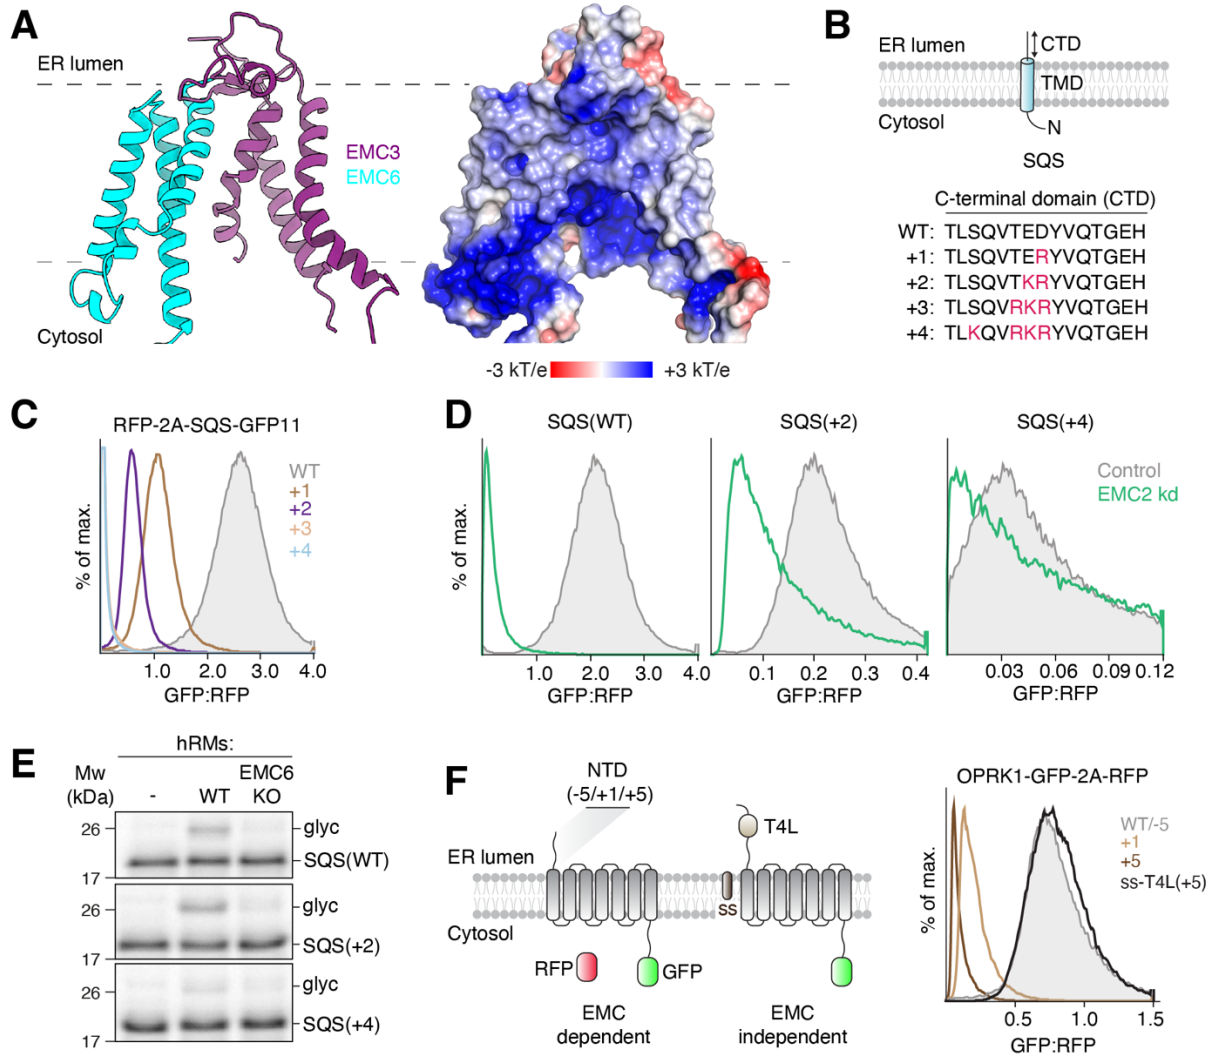 A
ER lumen
EMC3
EMC6
Cytosol
-3 kT/e
+3 kT/e
B
ER lumen
CTD
TMD
Cytosol
N
SQS
C-terminal domain (CTD)
WT: TLSQVTEDYVQTGEH
+1: TLSQVTERYVQTGEH
+2: TLSQVTKRYVQTGEH
+3: TLSQVRKRYVQTGEH
+4: TLKQVRKRYVQTGEH
C
RFP-2A-SQS-GFP11
% of max.
WT
+1
+2
+3
+4
1.0 2.0 3.0 4.0
GFP:RFP
D
SQS(WT)
% of max.
1.0 2.0 3.0 4.0
GFP:RFP
SQS(+2)
0.1 0.2 0.3 0.4
GFP:RFP
SQS(+4)
Control
EMC2 kd
0.03 0.06 0.09 0.12
GFP:RFP
E
hRMs:
Mw
(kDa)
- WT EMC6
KO
26
glyc
SQS(WT)
17
26
glyc
SQS(+2)
17
26
glyc
SQS(+4)
17
F
NTD
(-5/+1/+5)
T4L
ER lumen
SS
Cytosol
RFP
GFP
EMC
dependent
EMC
independent
OPRK1-GFP-2A-RFP
% of max.
WT/-5
+1
+5
ss-T4L(+5)
0.5 1.0 1.5
GFP:RFP